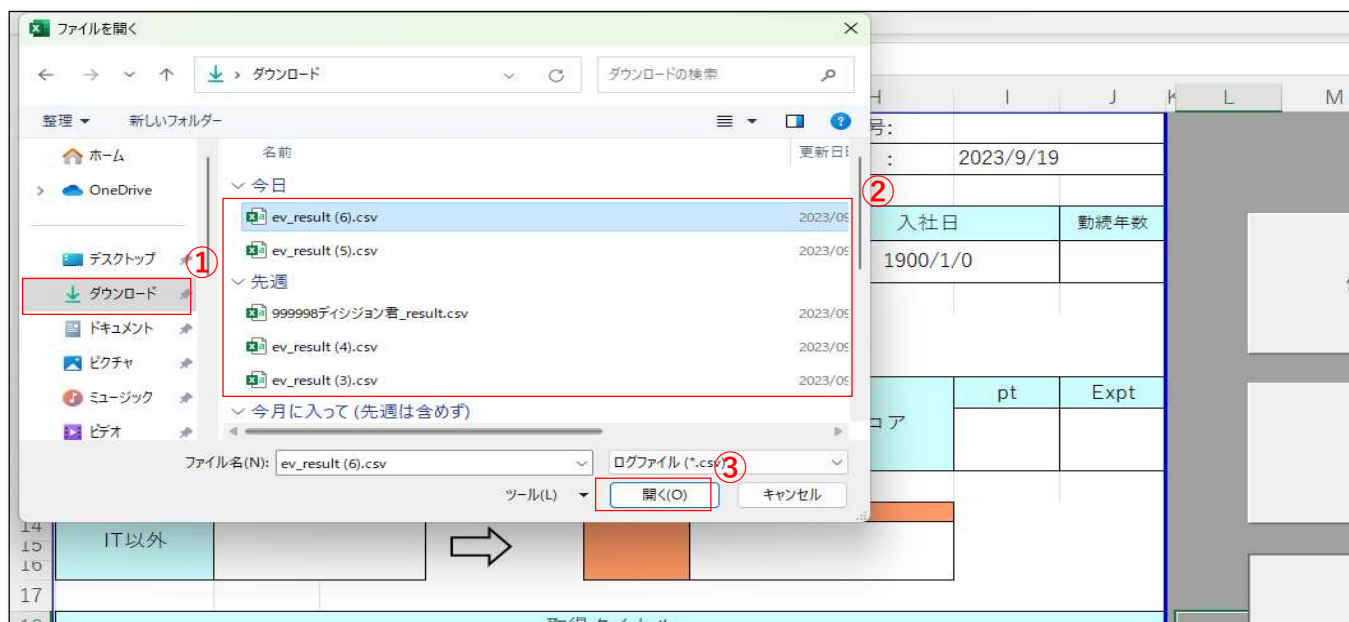 ファイルを開く
ダウンロード
ダウンロードの検索
整理
新しいフォルダー
ホーム
OneDrive
①
デスクトップ
ダウンロード
ドキュメント
ピクチャ
ミュージック
ビデオ
名前
更新日
今日
②
ev_result (6).csv 2023/09
ev_result (5).csv 2023/09
先週
999998ディシジョン君_result.csv 2023/09
ev_result (4).csv 2023/09
ev_result (3).csv 2023/09
今月に入って (先週は含めず)
ファイル名(N): ev_result (6).csv
ログファイル (*.csv)
③
ツール(L)
開く(O)
キャンセル
H I J K L M
号:
: 2023/9/19
入社日 勤続年数
1900/1/0
pt Expt
コア
14
15
16
IT以外
17